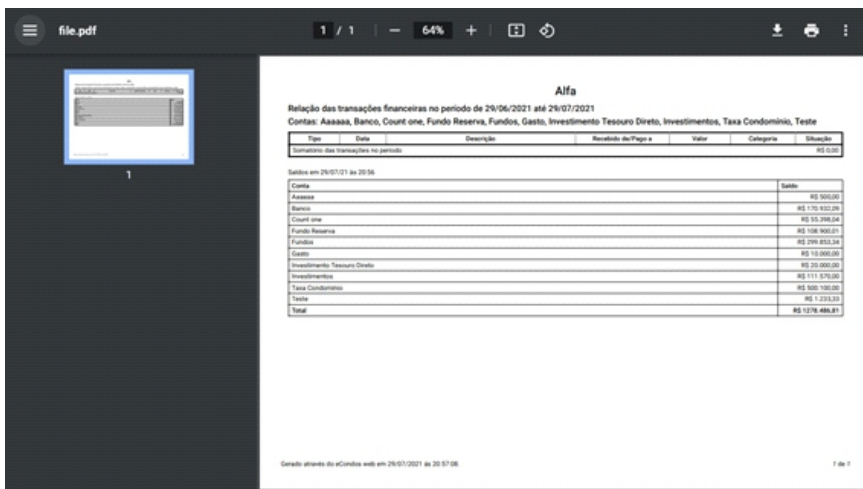 file.pdf
1 / 1 | − 64% + |
1
Alfa
Relação das transações financeiras no período de 29/06/2021 até 29/07/2021
Contas: Aaaaaa, Banco, Count one, Fundo Reserva, Fundos, Gasto, Investimento Tesouro Direto, Investimentos, Taxa Condomínio, Teste
Tipo Data Descrição Recebido de/Pago a Valor Categoria Situação
Somatório das transações no período R$ 0,00
Saldos em 29/07/21 às 20:56
Conta Saldo
Aaaaaa R$ 500,00
Banco R$ 170.932,09
Count one R$ 55.398,04
Fundo Reserva R$ 108.900,01
Fundos R$ 299.853,34
Gasto R$ 10.000,00
Investimento Tesouro Direto R$ 20.000,00
Investimentos R$ 111.570,00
Taxa Condomínio R$ 500.100,00
Teste R$ 1.233,33
Total R$ 1278.486,81
Gerado através do eCondos web em 29/07/2021 às 20:57:08 1 de 1